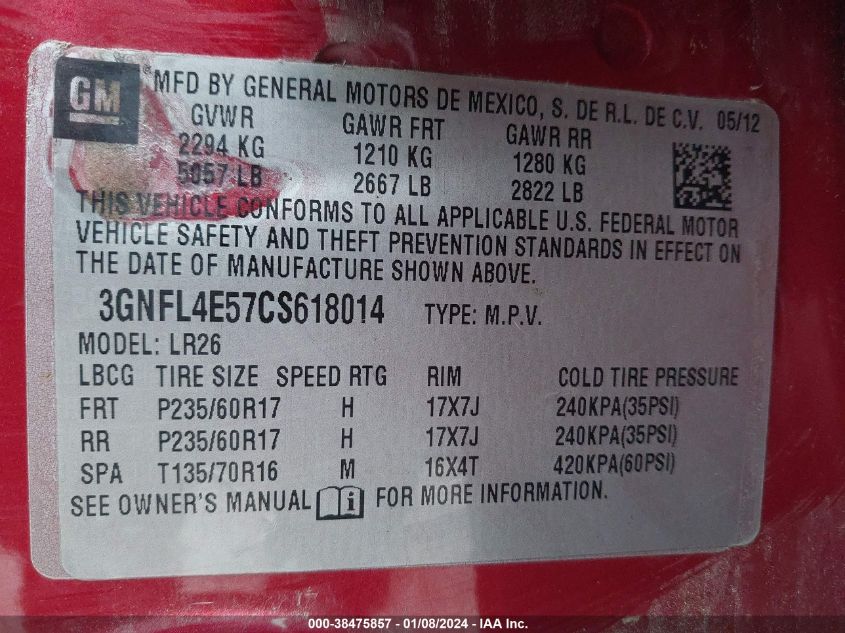 GM ® MFD BY GENERAL MOTORS DE MEXICO, S. DE R.L. DE C.V. 05/12
GVWR GAWR FRT GAWR RR
2294 KG 1210 KG 1280 KG
5057 LB 2667 LB 2822 LB
THIS VEHICLE CONFORMS TO ALL APPLICABLE U.S. FEDERAL MOTOR
VEHICLE SAFETY AND THEFT PREVENTION STANDARDS IN EFFECT ON
THE DATE OF MANUFACTURE SHOWN ABOVE.
3GNFL4E57CS618014 TYPE: M.P.V.
MODEL: LR26
LBCG TIRE SIZE SPEED RTG RIM COLD TIRE PRESSURE
FRT P235/60R17 H 17X7J 240KPA(35PSI)
RR P235/60R17 H 17X7J 240KPA(35PSI)
SPA T135/70R16 M 16X4T 420KPA(60PSI)
SEE OWNER'S MANUAL i FOR MORE INFORMATION.
000-38475857 - 01/08/2024 - IAA Inc.